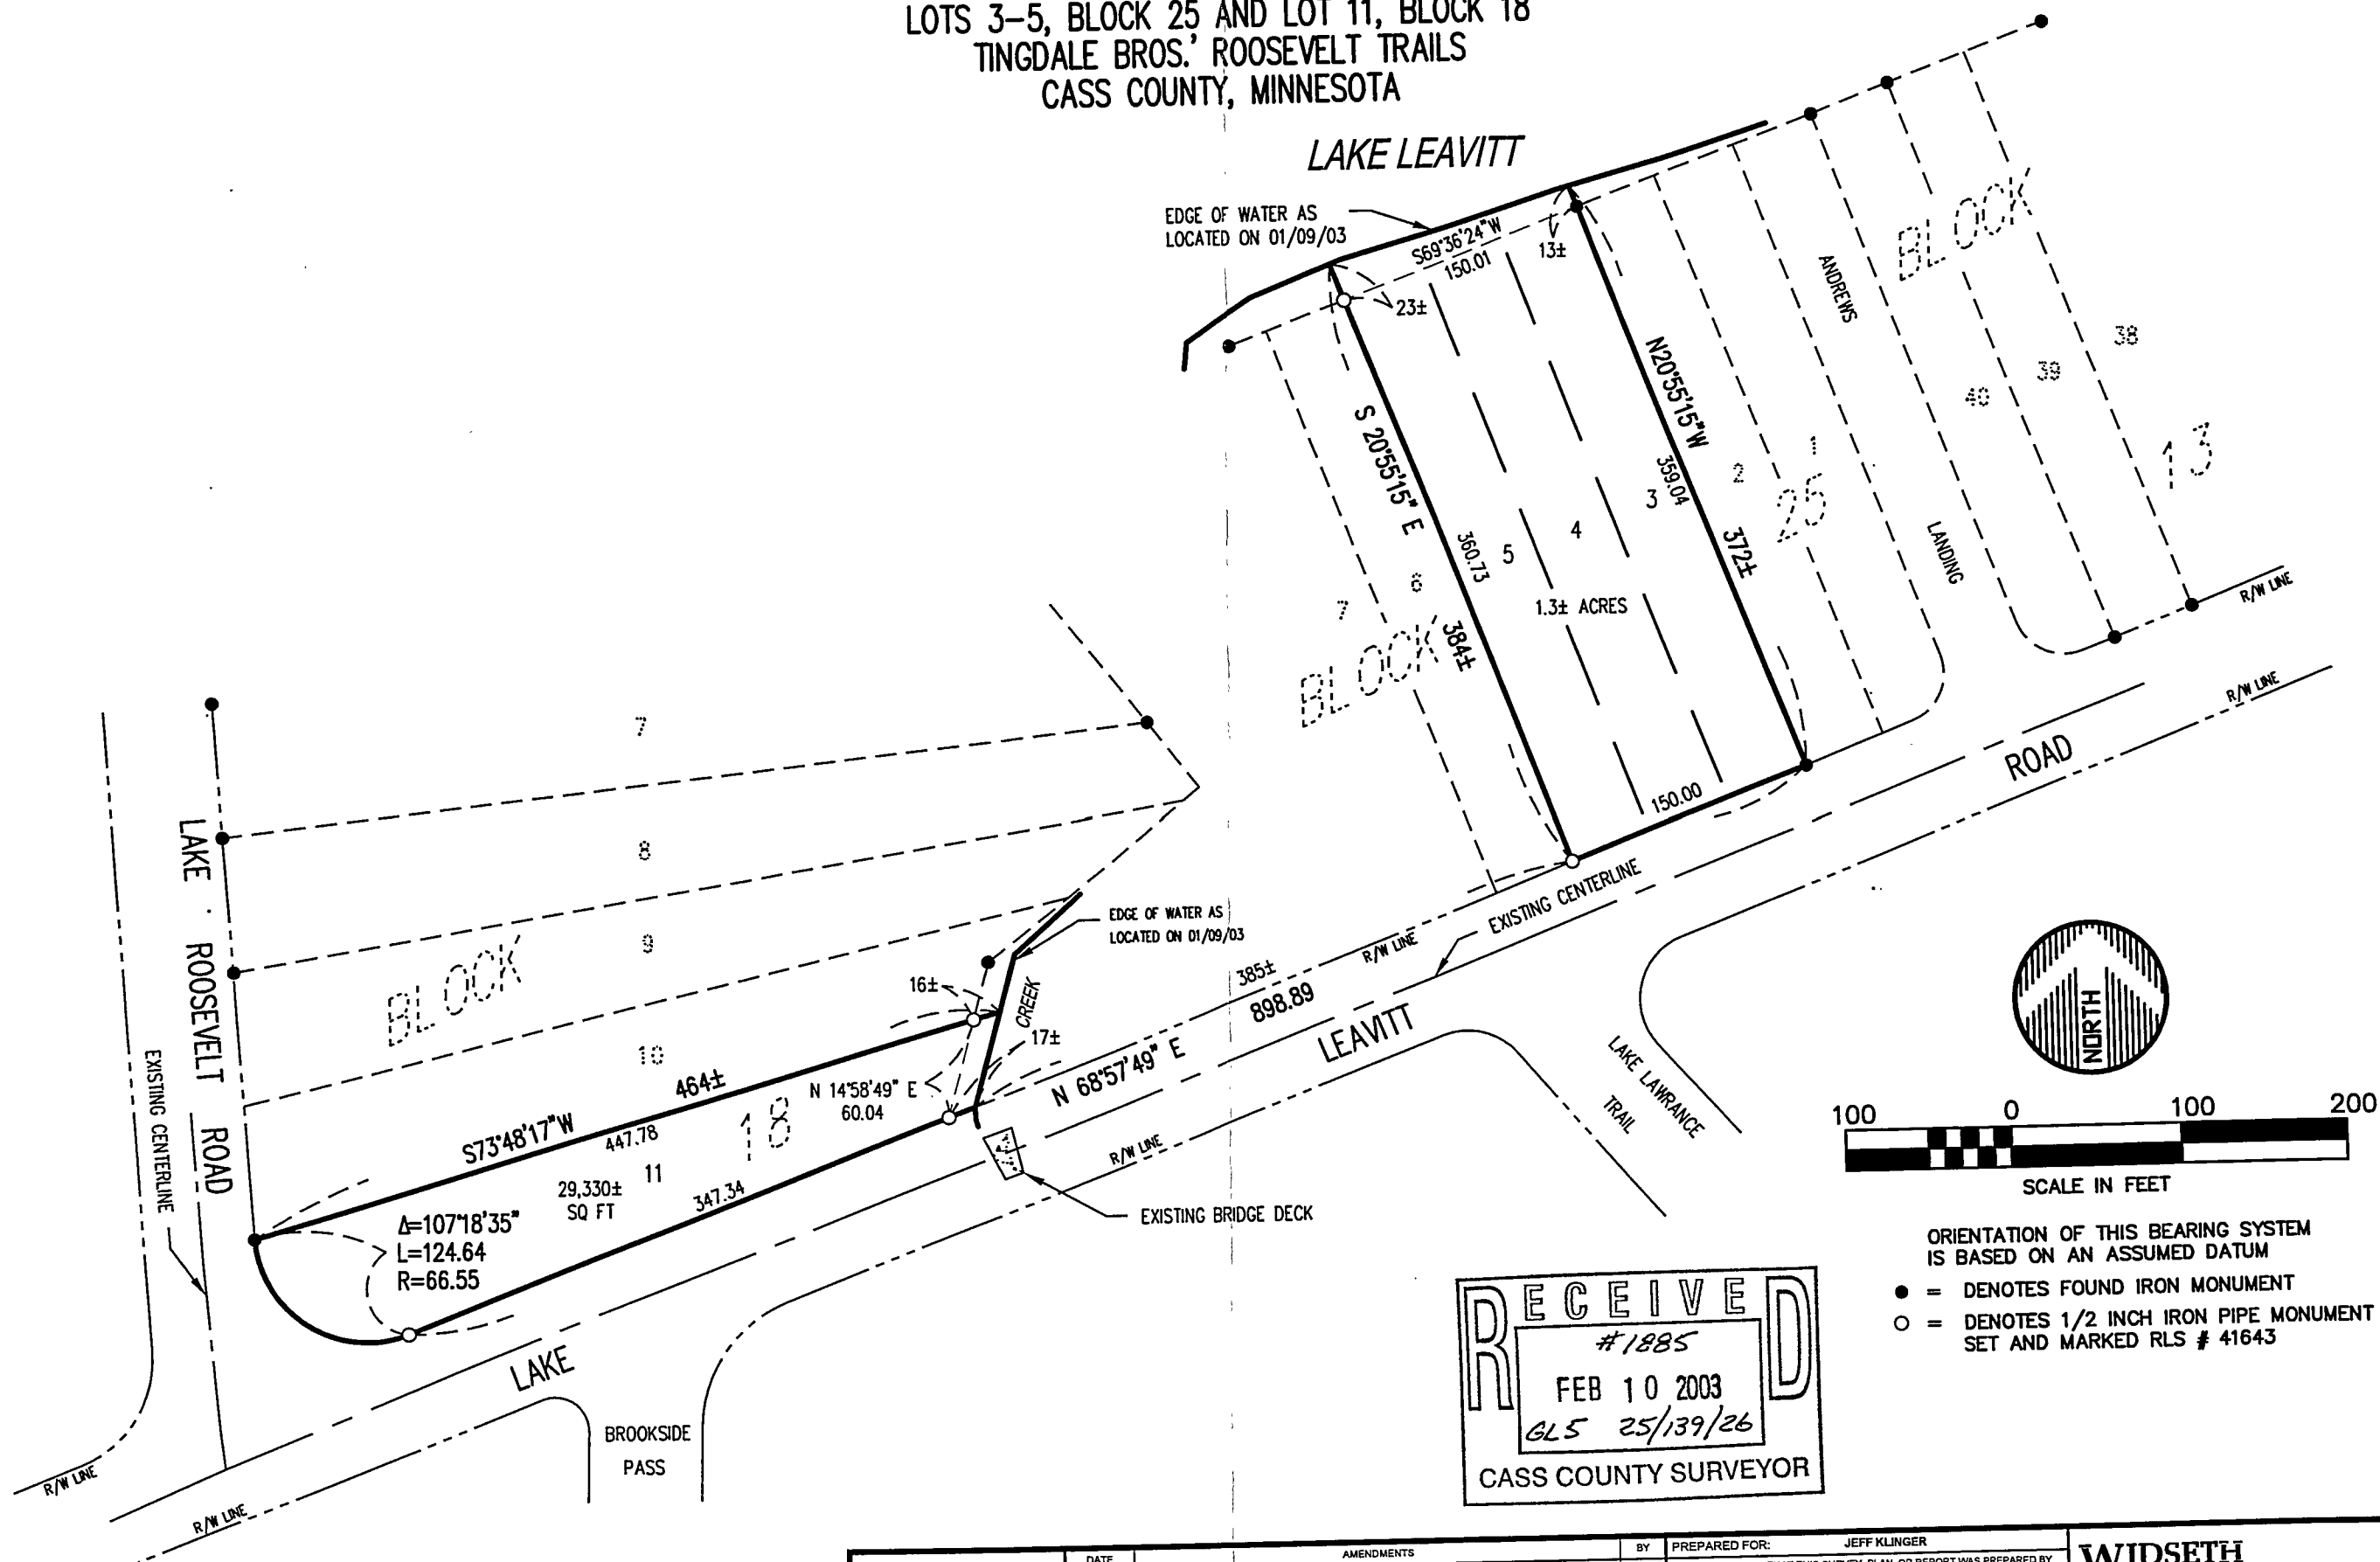 LOTS 3-5, BLOCK 25 AND LOT 11, BLOCK 18
TINGDALE BROS.' ROOSEVELT TRAILS
CASS COUNTY, MINNESOTA
LAKE LEAVITT
EDGE OF WATER AS
LOCATED ON 01/09/03
S69°36'24"W
150.01
13±
23±
BLOCK
ANDREWS
LANDING
38
39
40
13
N20°55'15"W
359.04
372±
1
2
25
3
4
5
1.3± ACRES
S 20°55'15" E
360.73
384±
6
7
BLOCK
150.00
R/W LINE
R/W LINE
ROAD
EXISTING CENTERLINE
R/W LINE
385±
898.89
N 68°57'49" E
LEAVITT
R/W LINE
LAKE LAWRANCE
TRAIL
7
8
9
10
BLOCK
18
LAKE ROOSEVELT ROAD
EXISTING CENTERLINE
EDGE OF WATER AS
LOCATED ON 01/09/03
16±
CREEK
17±
N 14°58'49" E
60.04
464±
S73°48'17"W
447.78
11
29,330±
SQ FT
347.34
Δ=107°18'35"
L=124.64
R=66.55
EXISTING BRIDGE DECK
LAKE
BROOKSIDE
PASS
R/W LINE
R/W LINE
NORTH
100 0 100 200
SCALE IN FEET
ORIENTATION OF THIS BEARING SYSTEM
IS BASED ON AN ASSUMED DATUM
● = DENOTES FOUND IRON MONUMENT
○ = DENOTES 1/2 INCH IRON PIPE MONUMENT
SET AND MARKED RLS # 41643
RECEIVED
#1885
FEB 10 2003
GL5 25/139/26
CASS COUNTY SURVEYOR
DATE
AMENDMENTS
BY
PREPARED FOR: JEFF KLINGER
THIS SURVEY, PLAN, OR REPORT WAS PREPARED BY
WIDSETH